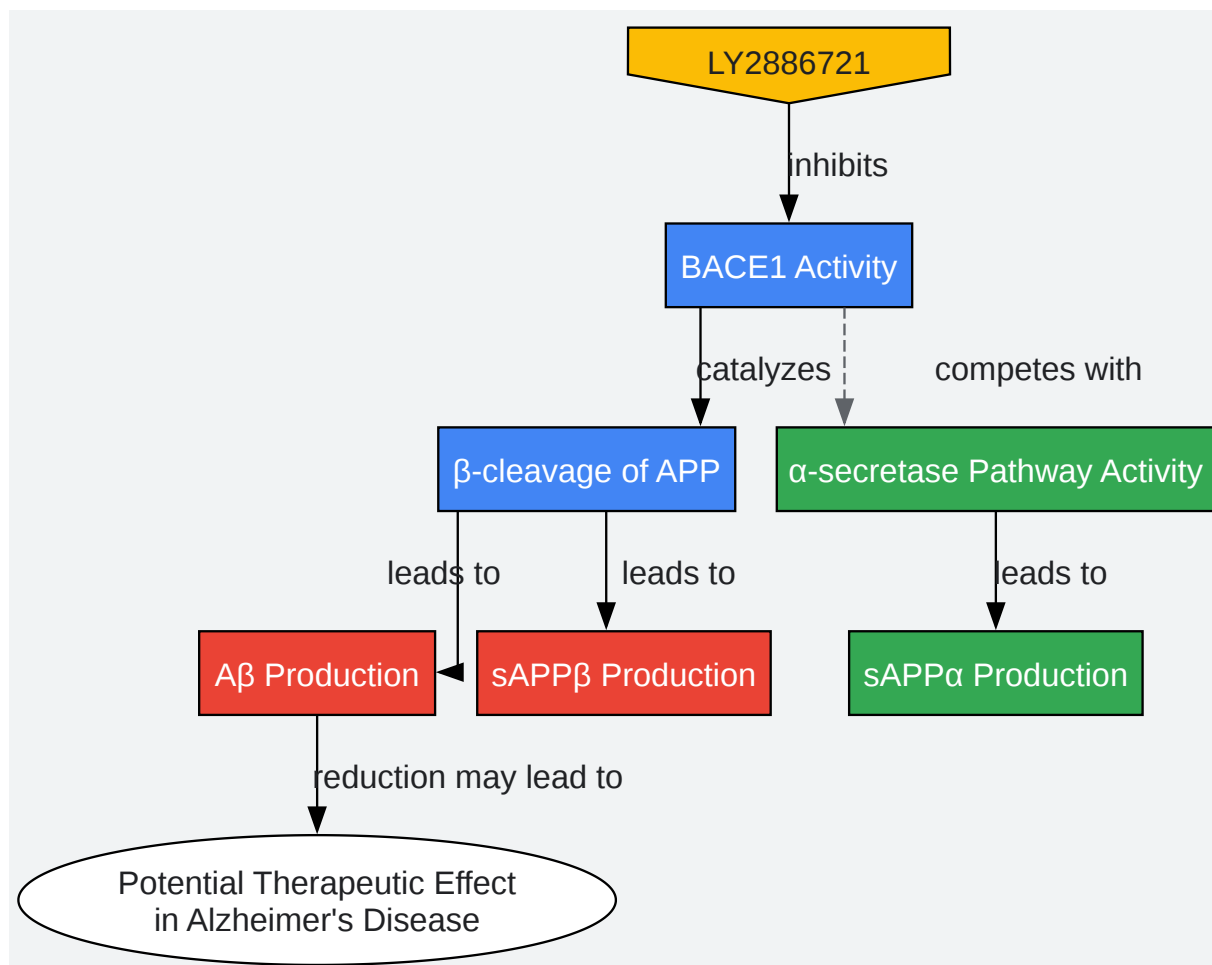 LY2886721
inhibits
BACE1 Activity
catalyzes
competes with
β-cleavage of APP
α-secretase Pathway Activity
leads to
leads to
leads to
Aβ Production
sAPPβ Production
sAPPα Production
reduction may lead to
Potential Therapeutic Effect
in Alzheimer's Disease